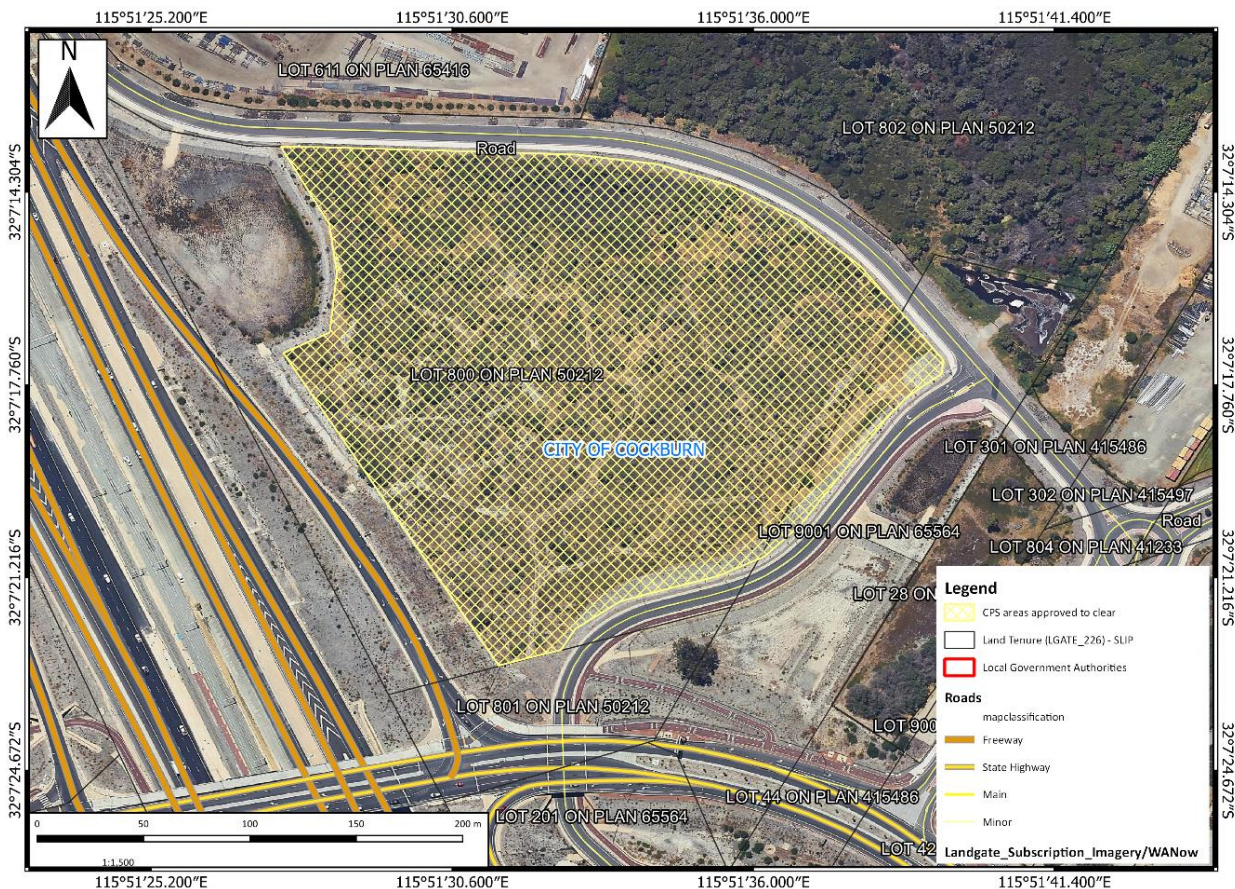 115°51'25.200"E 115°51'30.600"E 115°51'36.000"E 115°51'41.400"E
N
LOT 611 ON PLAN 65416
LOT 802 ON PLAN 50212
Road
32°7'14.304"S
32°7'14.304"S
32°7'17.760"S
32°7'17.760"S
LOT 800 ON PLAN 50212
CITY OF COCKBURN
LOT 301 ON PLAN 415486
LOT 302 ON PLAN 415497
Road
LOT 9001 ON PLAN 65564
LOT 804 ON PLAN 41233
32°7'21.216"S
32°7'21.216"S
LOT 28 ON
LOT 801 ON PLAN 50212
LOT 900
32°7'24.672"S
32°7'24.672"S
LOT 44 ON PLAN 415486
LOT 201 ON PLAN 65564
LOT 42
Legend
CPS areas approved to clear
Land Tenure (LGATE_226) - SLIP
Local Government Authorities
Roads
mapclassification
Freeway
State Highway
Main
Minor
Landgate_Subscription_Imagery/WANow
0 50 100 150 200 m
1:1,500
115°51'25.200"E 115°51'30.600"E 115°51'36.000"E 115°51'41.400"E